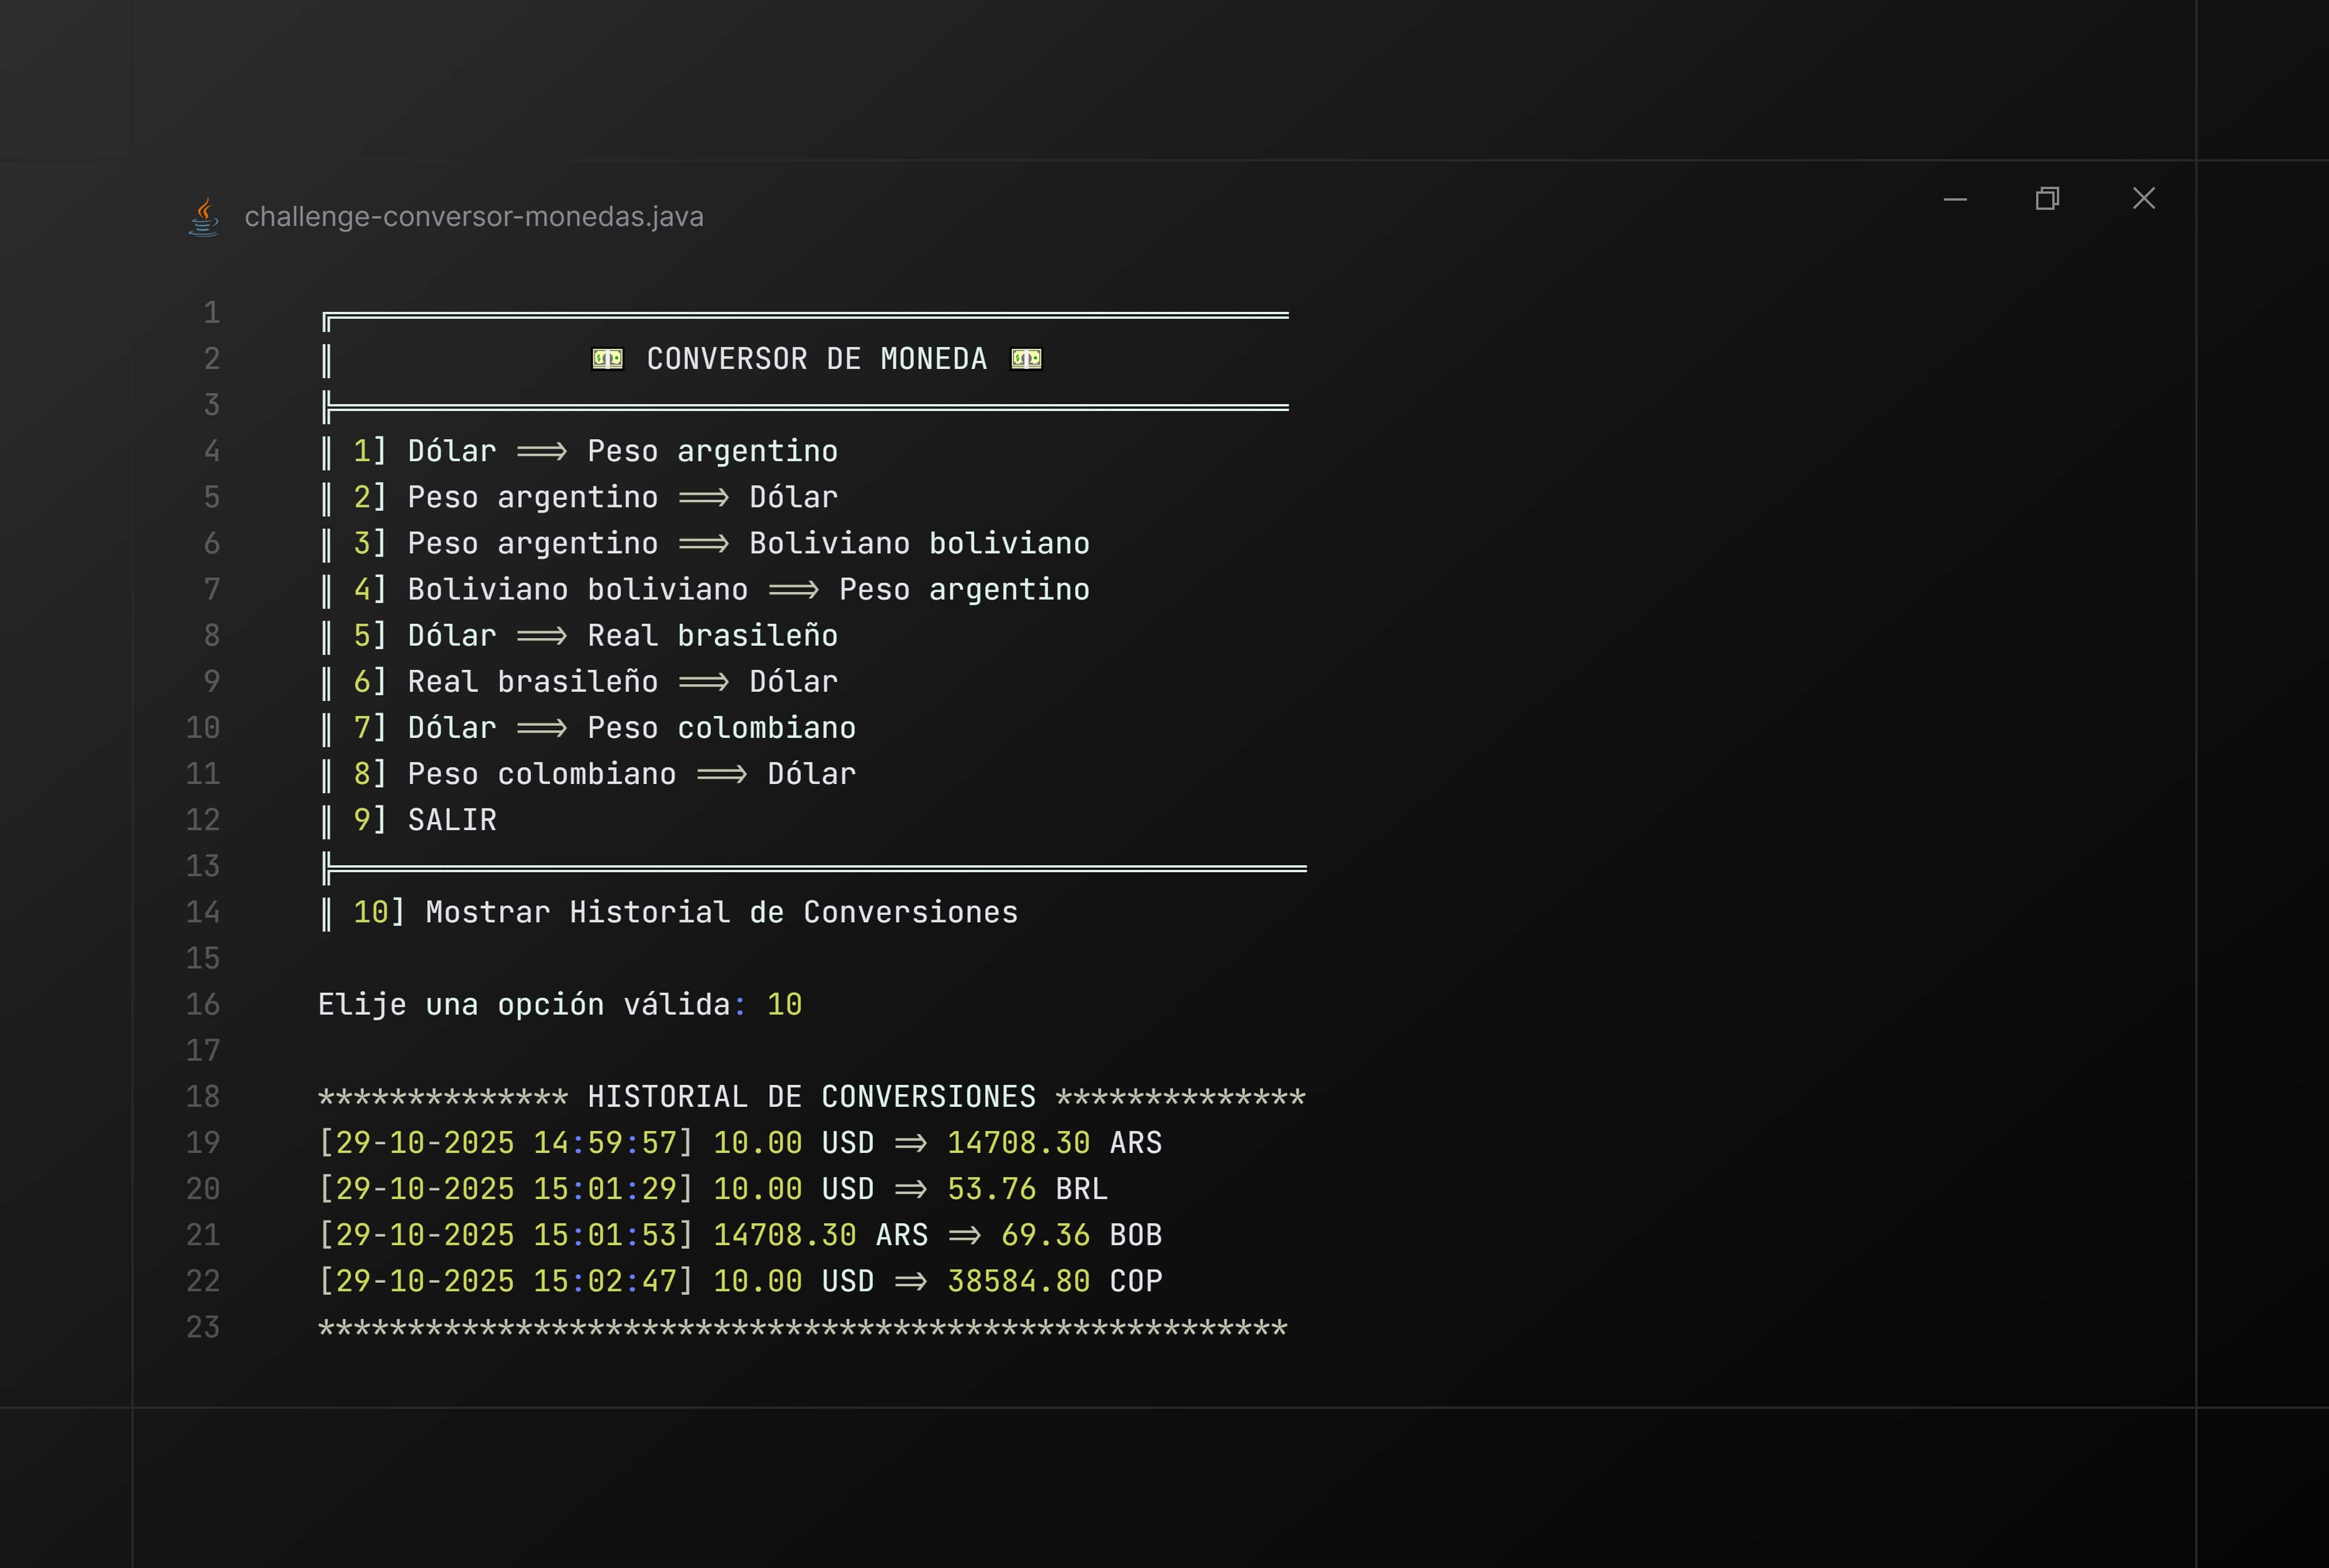 challenge-conversor-monedas.java
1 ╔══════════════════════════════════════════════════════
2 ║ 💵 CONVERSOR DE MONEDA 💵
3 ╠══════════════════════════════════════════════════════
4 ║ 1] Dólar ==> Peso argentino
5 ║ 2] Peso argentino ==> Dólar
6 ║ 3] Peso argentino ==> Boliviano boliviano
7 ║ 4] Boliviano boliviano ==> Peso argentino
8 ║ 5] Dólar ==> Real brasileño
9 ║ 6] Real brasileño ==> Dólar
10 ║ 7] Dólar ==> Peso colombiano
11 ║ 8] Peso colombiano ==> Dólar
12 ║ 9] SALIR
13 ╠═══════════════════════════════════════════════════════
14 ║ 10] Mostrar Historial de Conversiones
15
16 Elije una opción válida: 10
17
18 ************** HISTORIAL DE CONVERSIONES **************
19 [29-10-2025 14:59:57] 10.00 USD => 14708.30 ARS
20 [29-10-2025 15:01:29] 10.00 USD => 53.76 BRL
21 [29-10-2025 15:01:53] 14708.30 ARS => 69.36 BOB
22 [29-10-2025 15:02:47] 10.00 USD => 38584.80 COP
23 ******************************************************